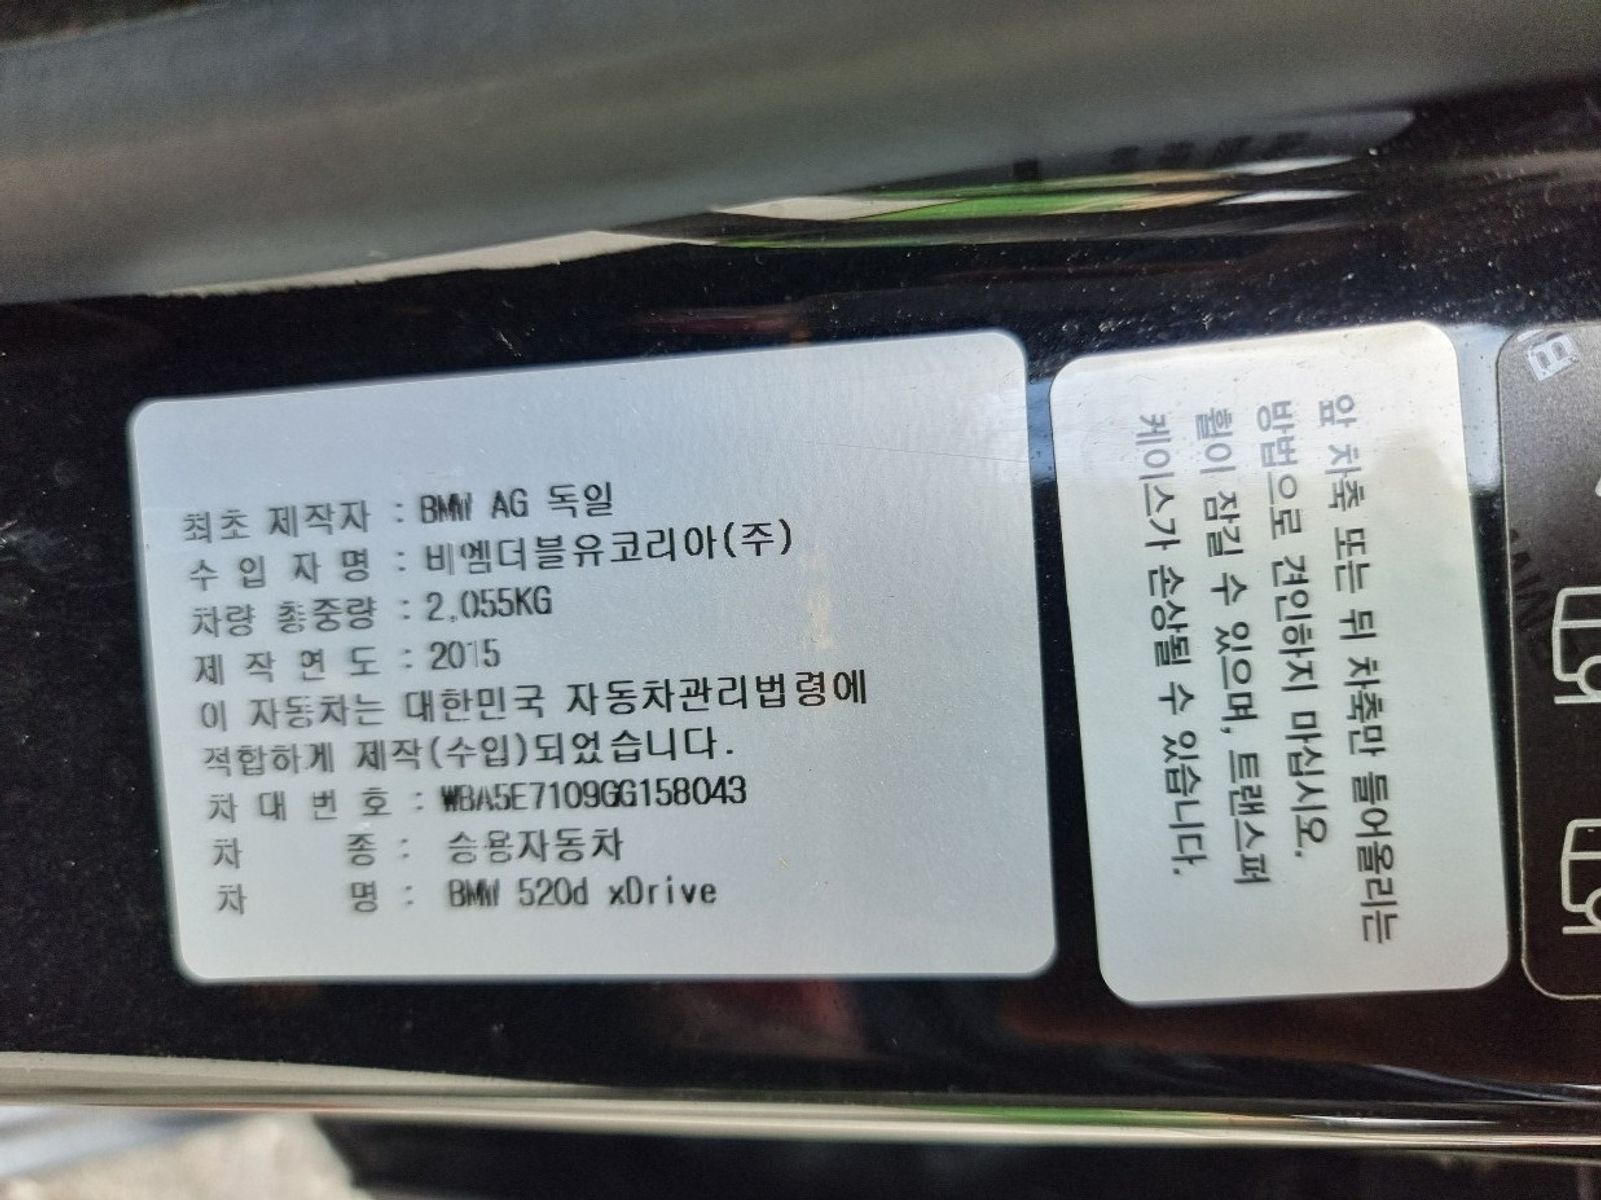 최초 제작자 : BMW AG 독일
수 입 자 명 : 비엠더블유코리아(주)
차량 총중량 : 2,055KG
제 작 연 도 : 2015
이 자동차는 대한민국 자동차관리법령에
적합하게 제작(수입)되었습니다.
차 대 번 호 : WBA5E7109GG158043
차 종 : 승용자동차
차 명 : BMW 520d xDrive
앞 차축 또는 뒤 차축만 들어올리는
방법으로 견인하지 마십시오.
휠이 잠길 수 있으며, 트랜스퍼
케이스가 손상될 수 있습니다.